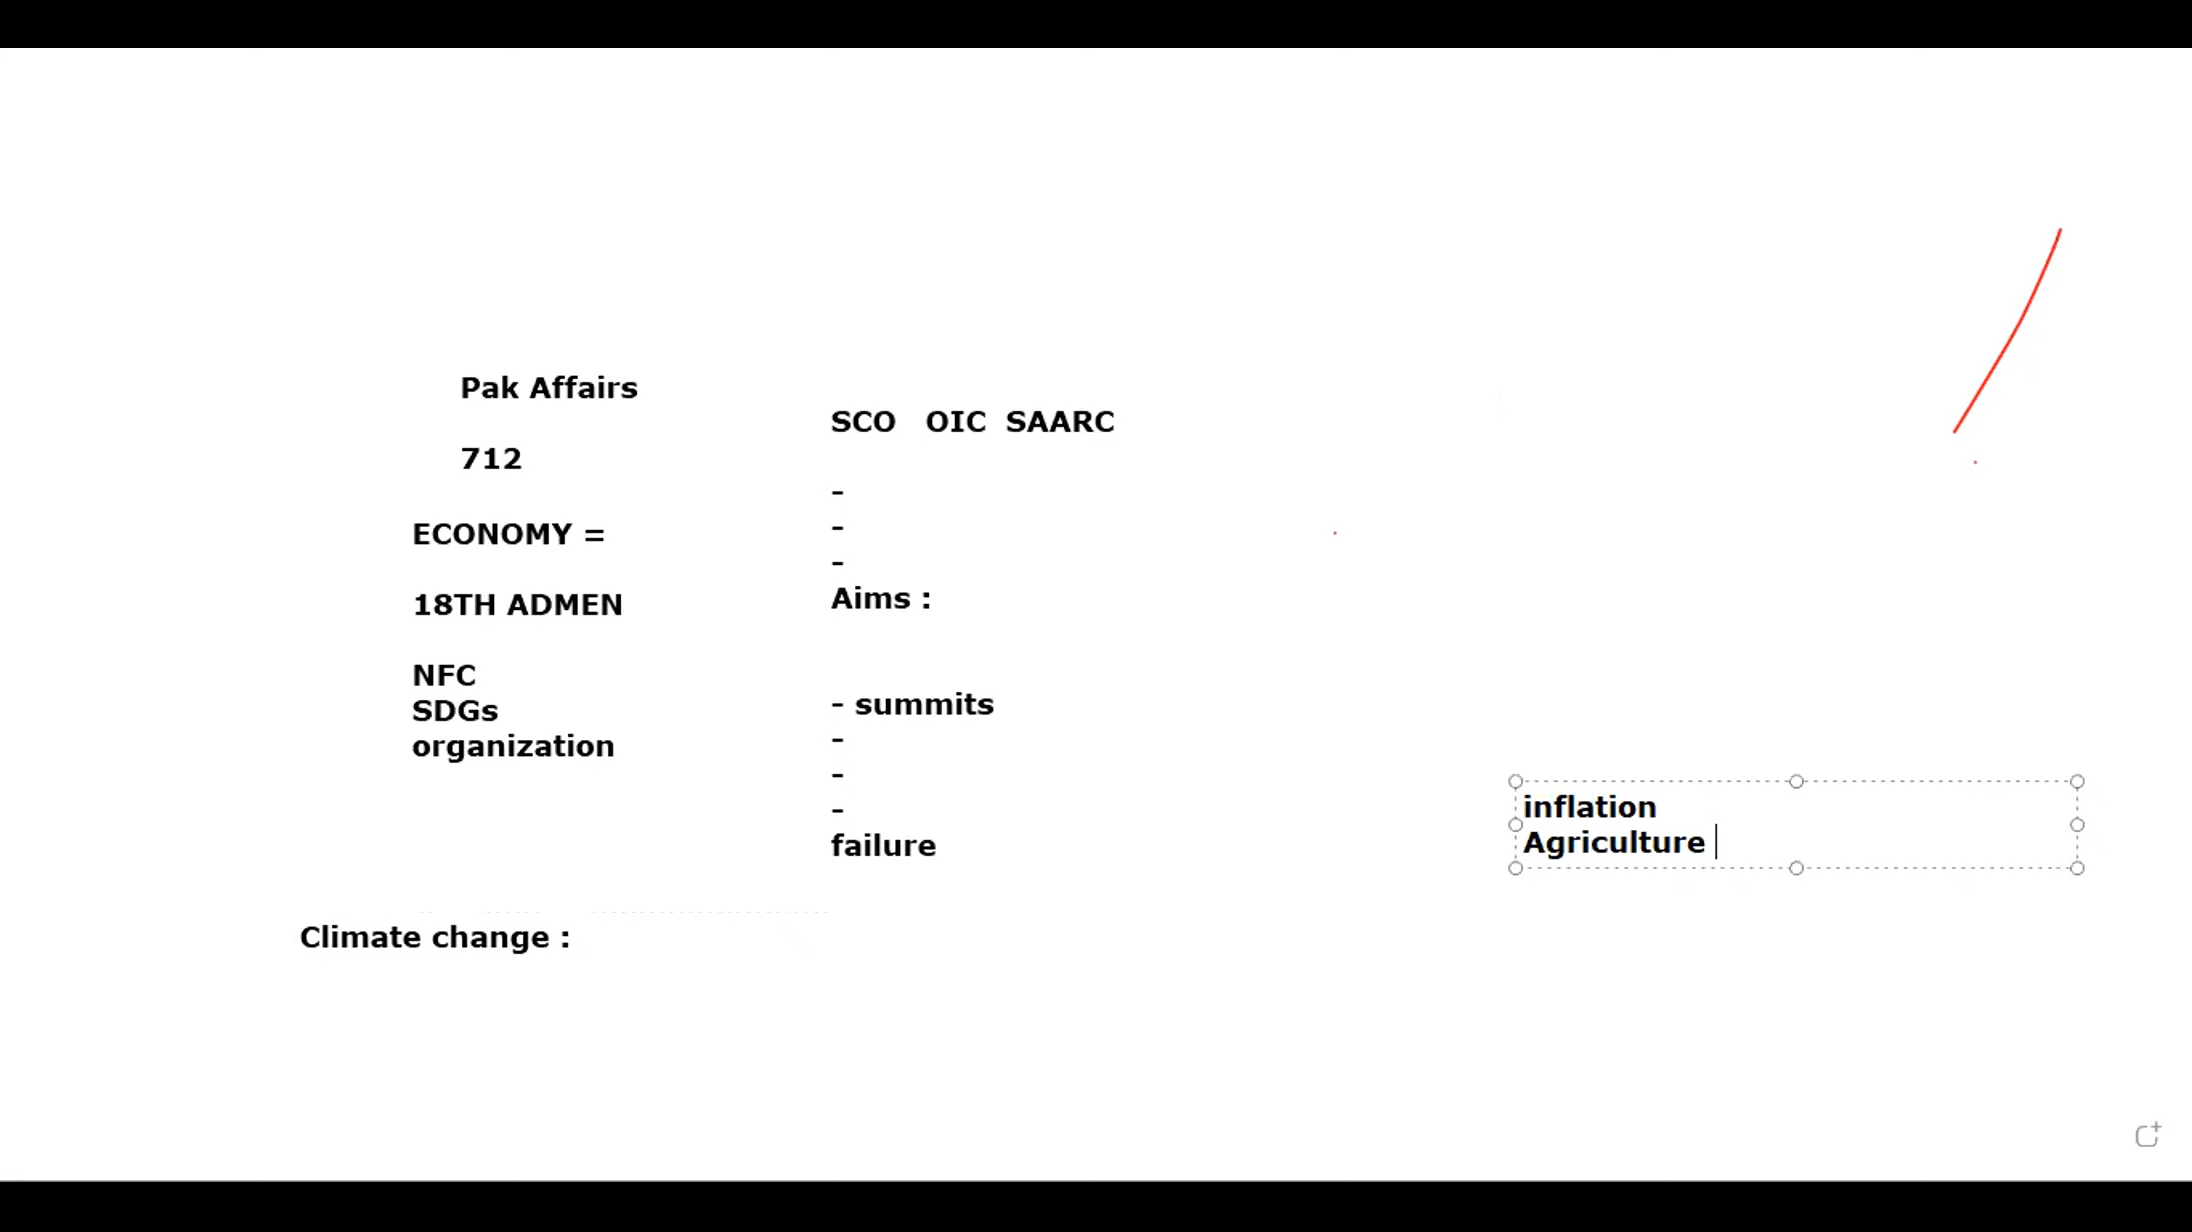 Pak Affairs
712
ECONOMY =
18TH ADMEN
NFC
SDGs
organization
SCO OIC SAARC
-
-
-
Aims :
- summits
-
-
-
failure
inflation
Agriculture
Climate change :